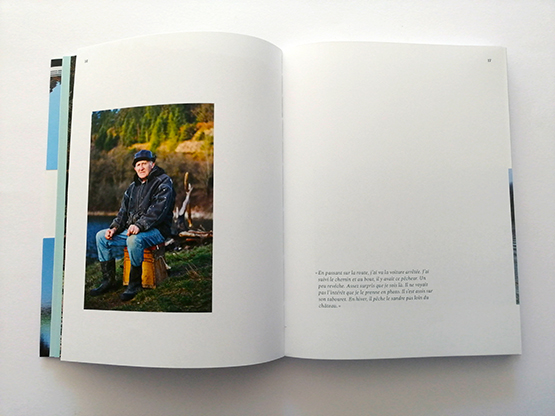 «En passant sur la route, j'ai vu la voiture arrêtée. J'ai
suivi le chemin et au bout, il y avait ce pêcheur. Un
peu revêche. Assez surpris que je sois là. Il ne voyait
pas l'intérêt que je le prenne en photo. Il s'est assis sur
son tabouret. En hiver, il pêche le sandre pas loin du
château.»